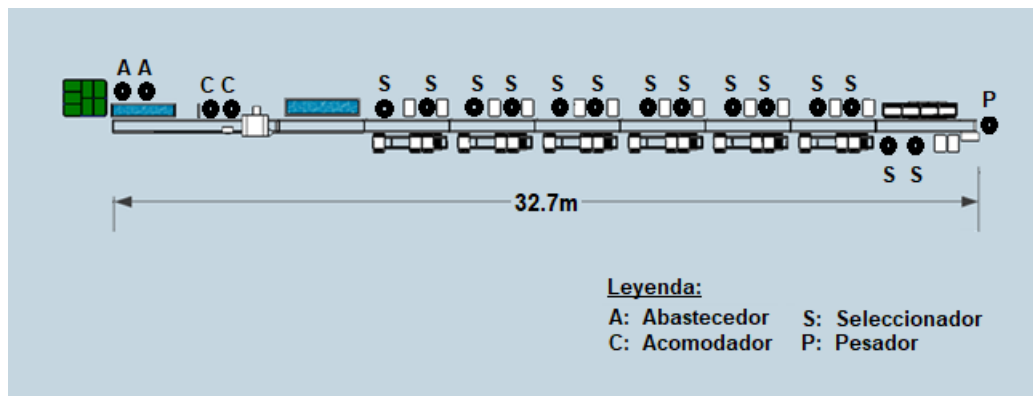 A A
C C
S S S S S S S S S S S S
P
S S
32.7m
Leyenda:
A: Abastecedor S: Seleccionador
C: Acomodador P: Pesador